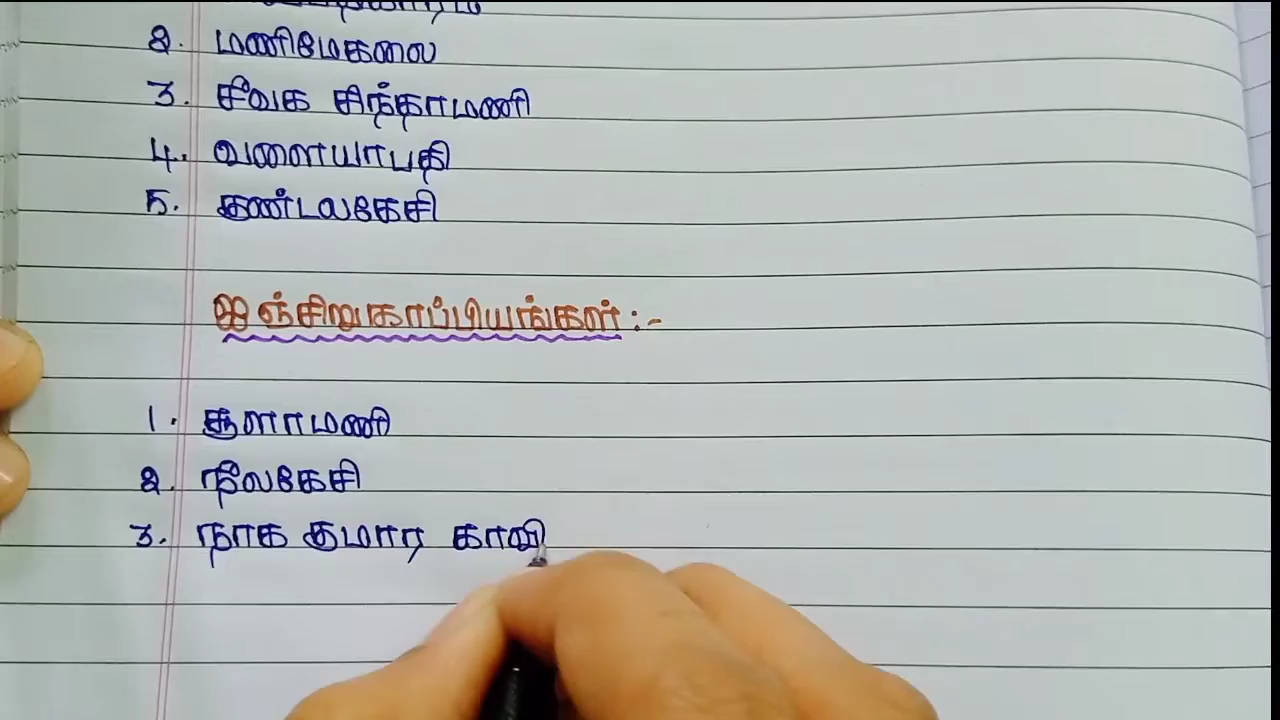 2. மணிமேகலை
3. சீவக சிந்தாமணி
4. வளையாபதி
5. குண்டலகேசி
ஐஞ்சிறுகாப்பியங்கள் :-
1. சூளாமணி
2. நீலகேசி
3. நாக குமார காவி